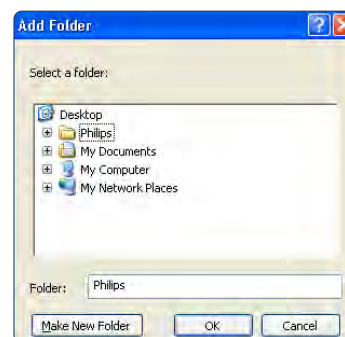 Add Folder
Select a folder:
Desktop
Philips
My Documents
My Computer
My Network Places
Folder: Philips
Make New Folder OK Cancel